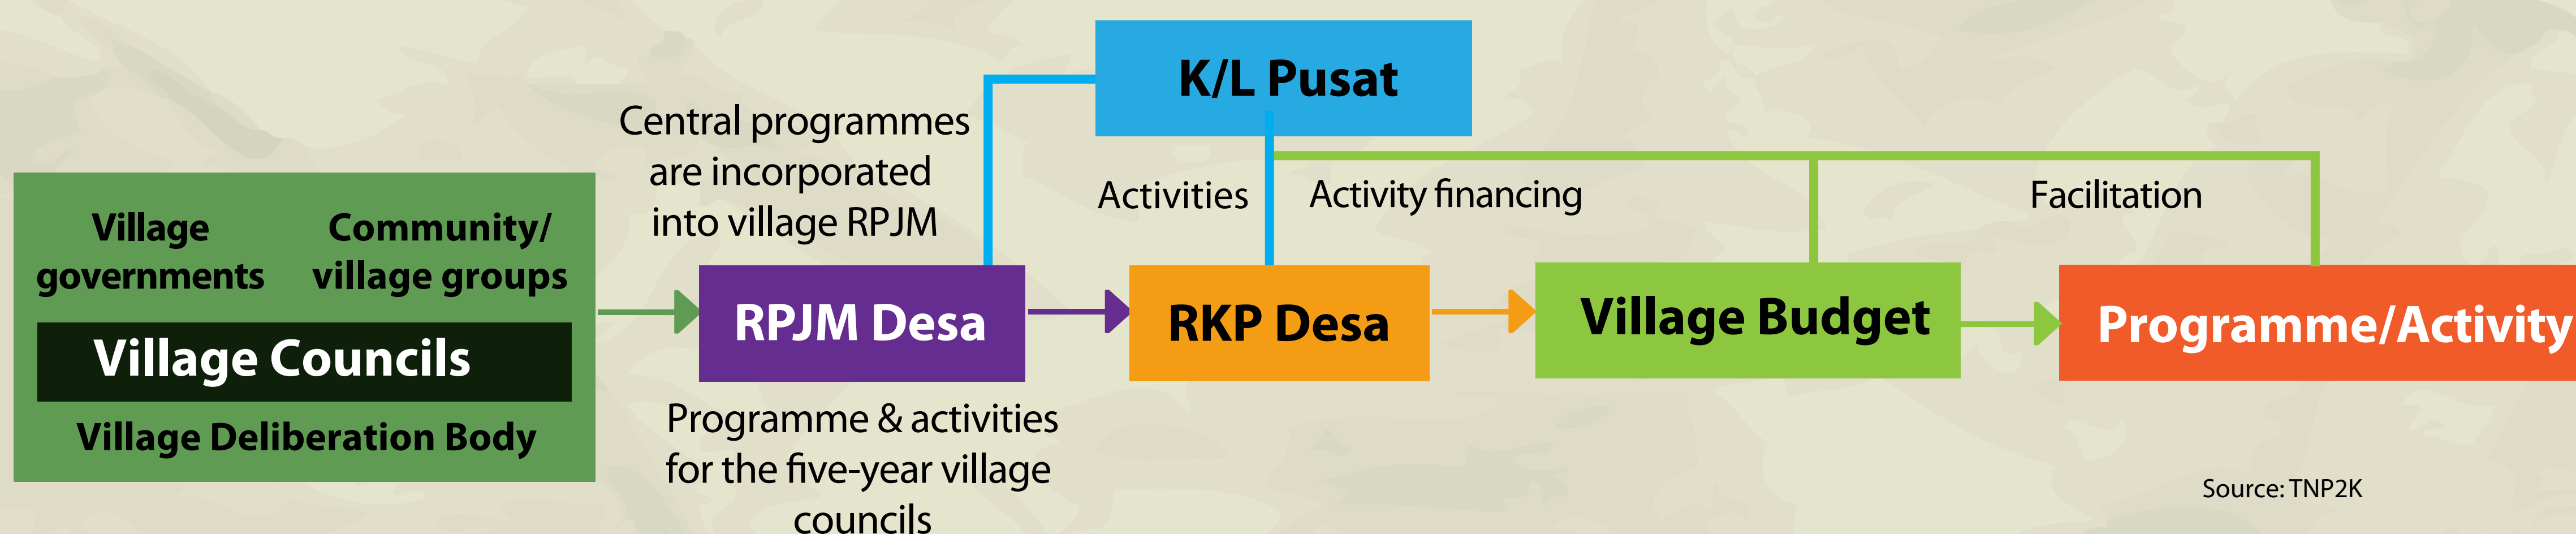 K/L Pusat
Central programmes
are incorporated
into village RPJM
Activities
Activity financing
Facilitation
Village
governments
Community/
village groups
Village Councils
Village Deliberation Body
RPJM Desa
RKP Desa
Village Budget
Programme/Activity
Programme & activities
for the five-year village
councils
Source: TNP2K